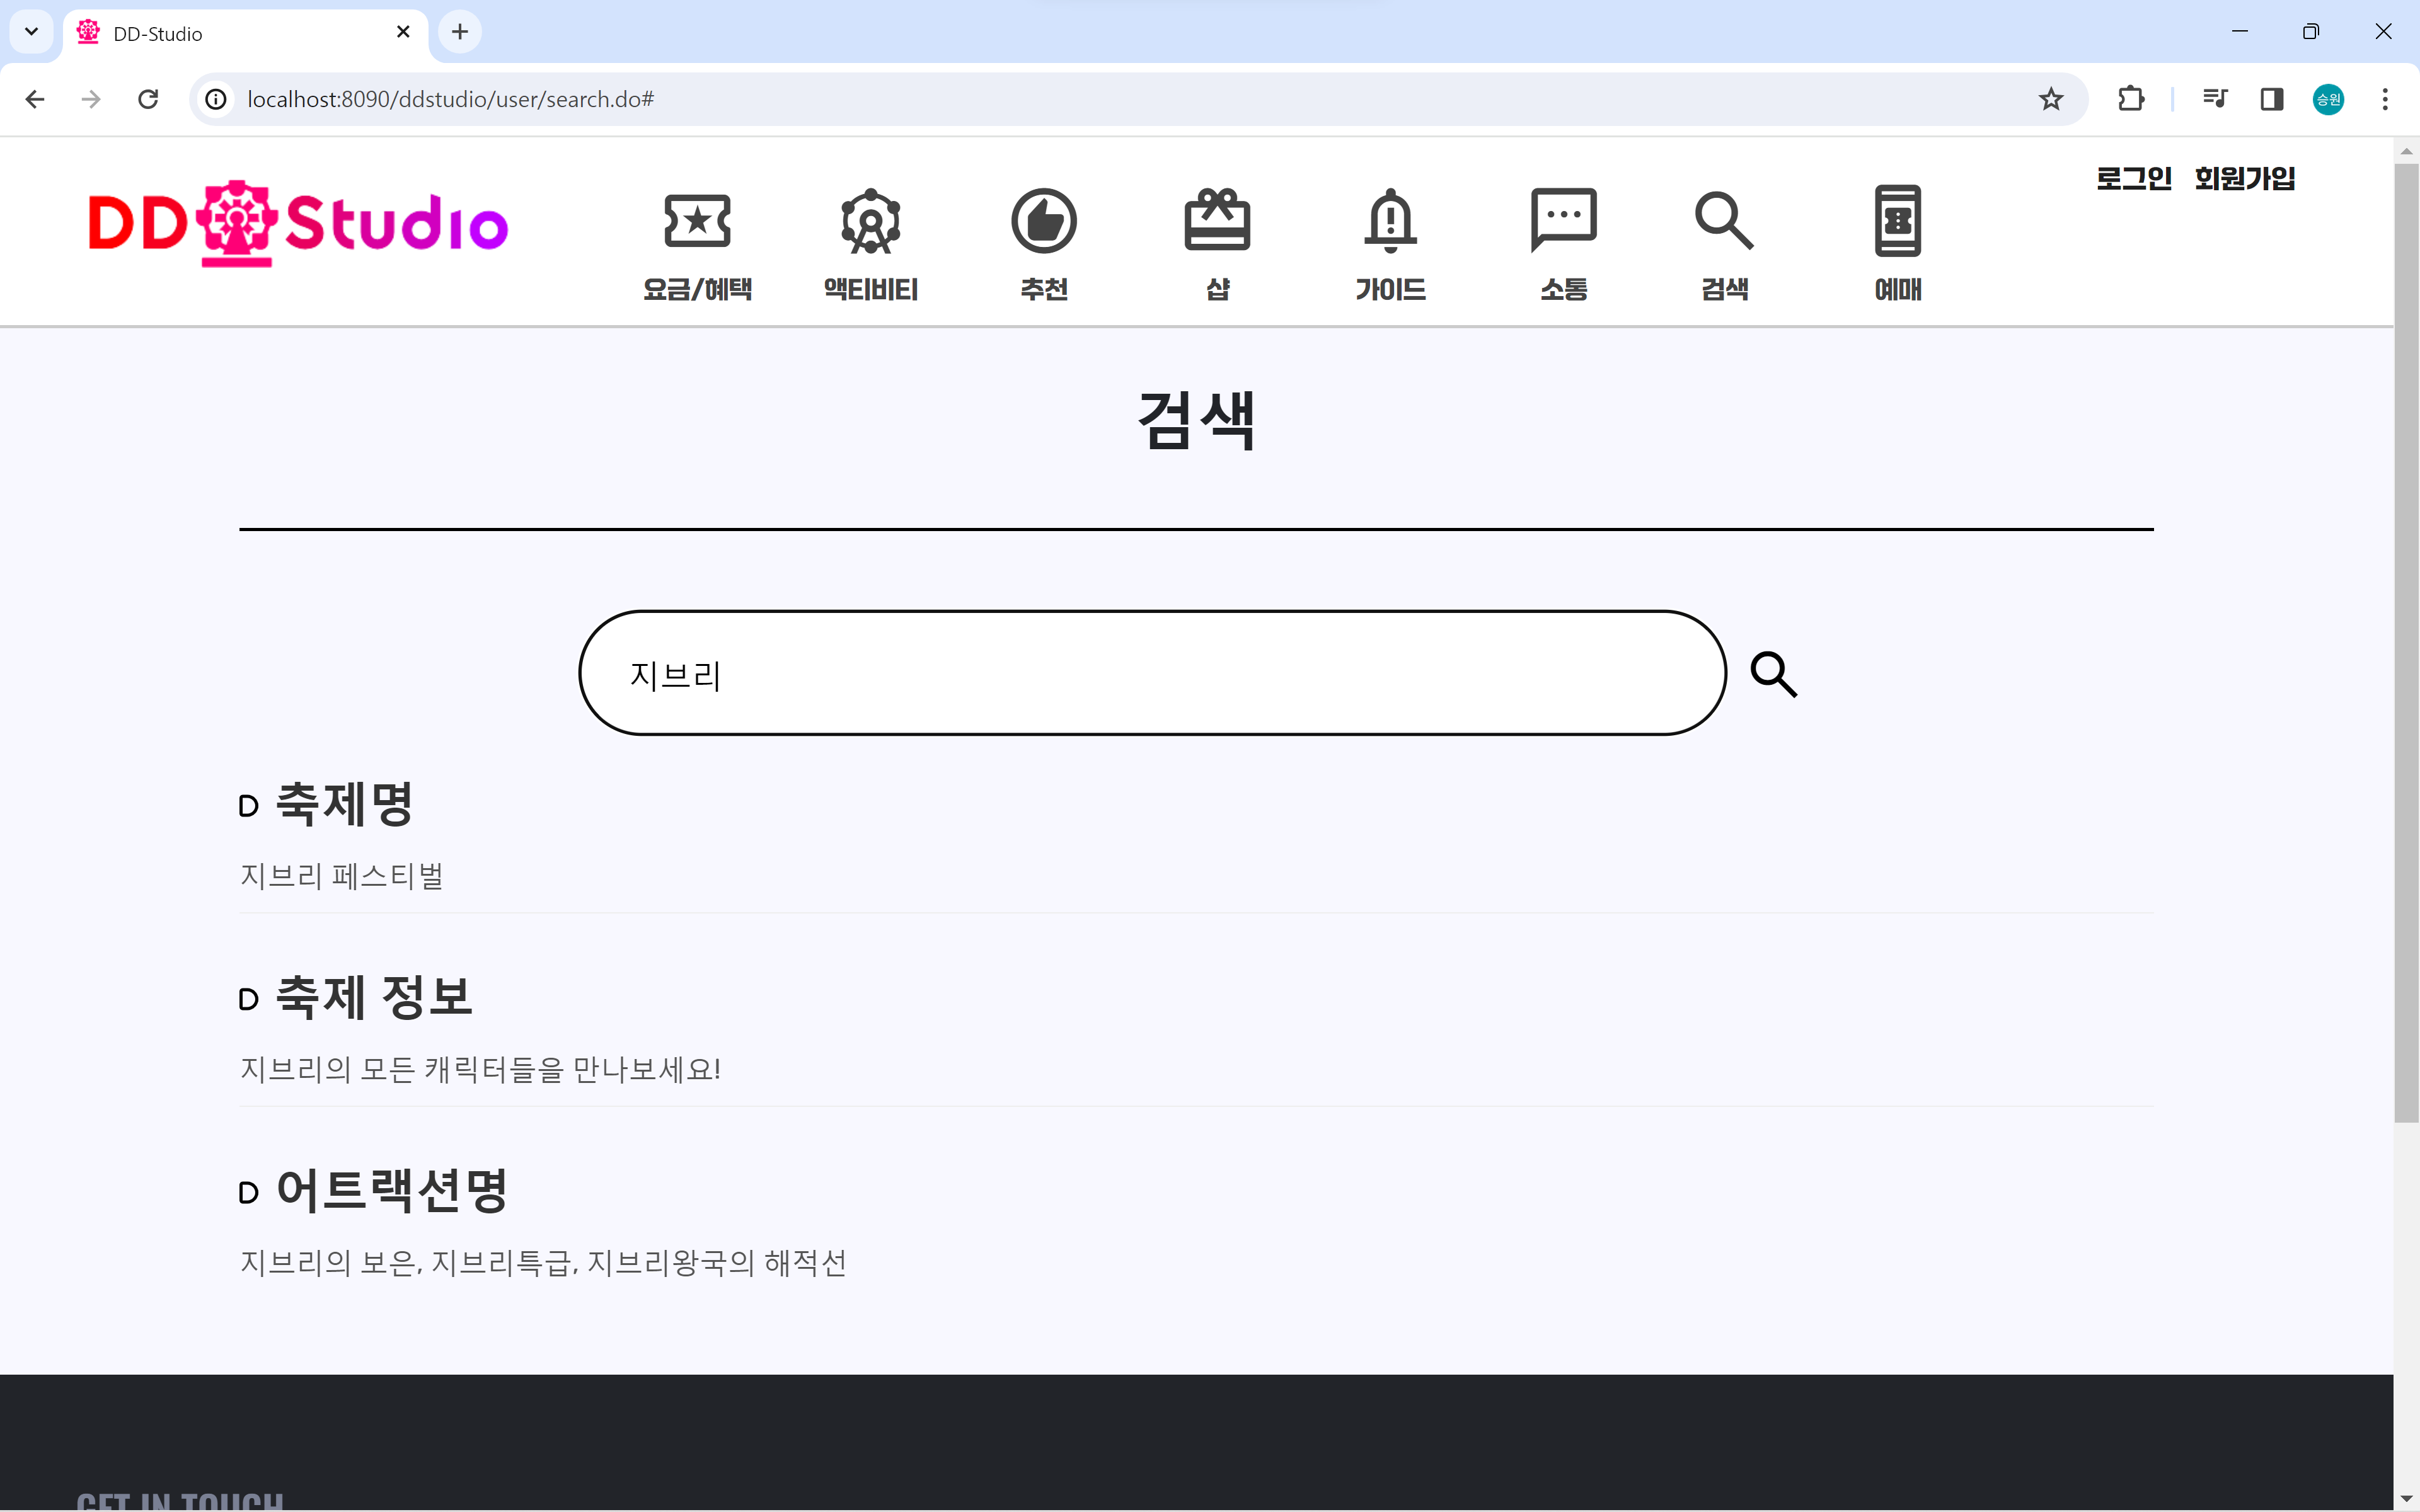 DD-Studio
localhost:8090/ddstudio/user/search.do#
승원
로그인 회원가입
DD Studio
요금/혜택 액티비티 추천 샵 가이드 소통 검색 예매
검색
지브리
D 축제명
지브리 페스티벌
D 축제 정보
지브리의 모든 캐릭터들을 만나보세요!
D 어트랙션명
지브리의 보은, 지브리특급, 지브리왕국의 해적선
GET IN TOUCH